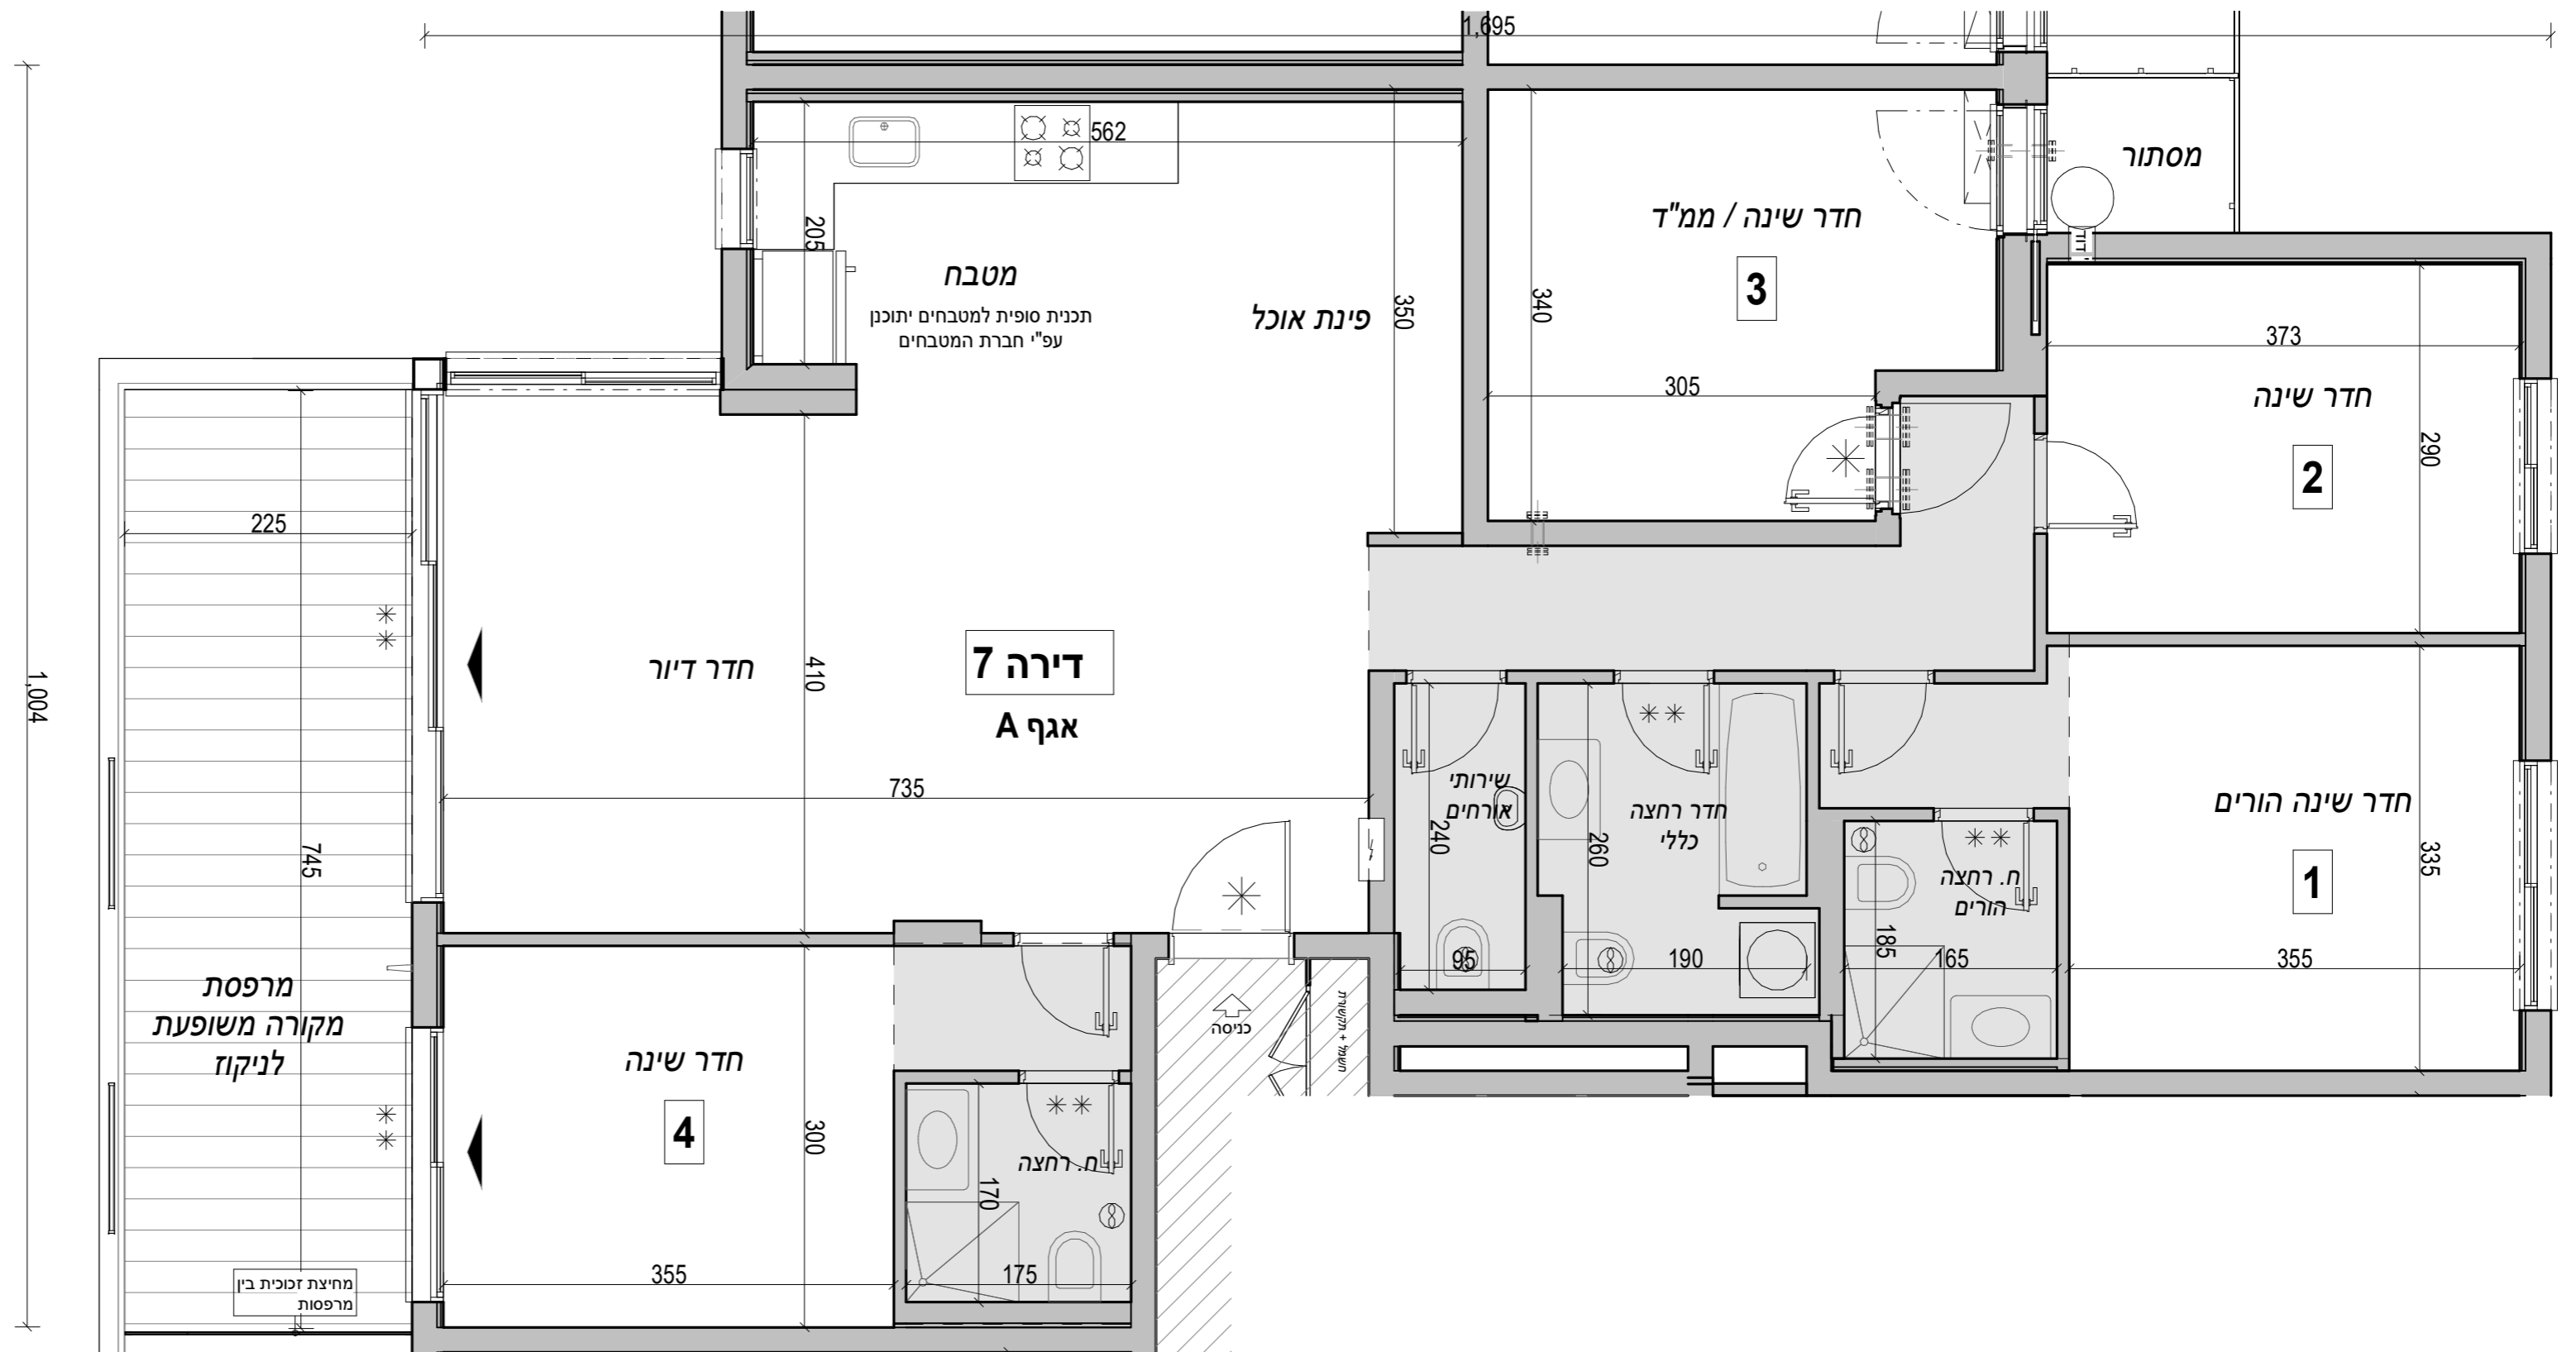 1,695
562
מסתור
205
חדר שינה / ממ"ד
דוד
מטבח
3
תכנית סופית למטבחים יתוכנן
עפ"י חברת המטבחים
פינת אוכל
350
340
373
305
חדר שינה
290
2
225
1,004
חדר דיור
410
דירה 7
אגף A
735
שירותי
אורחים
240
חדר רחצה
כללי
260
חדר שינה הורים
335
1
ח. רחצה
הורים
185
745
95
190
165
355
מרפסת
מקורה משופעת
לניקוז
כניסה
חשמל + תקשורת
חדר שינה
4
300
ח. רחצה
170
355
175
מחיצת זכוכית בין
מרפסות